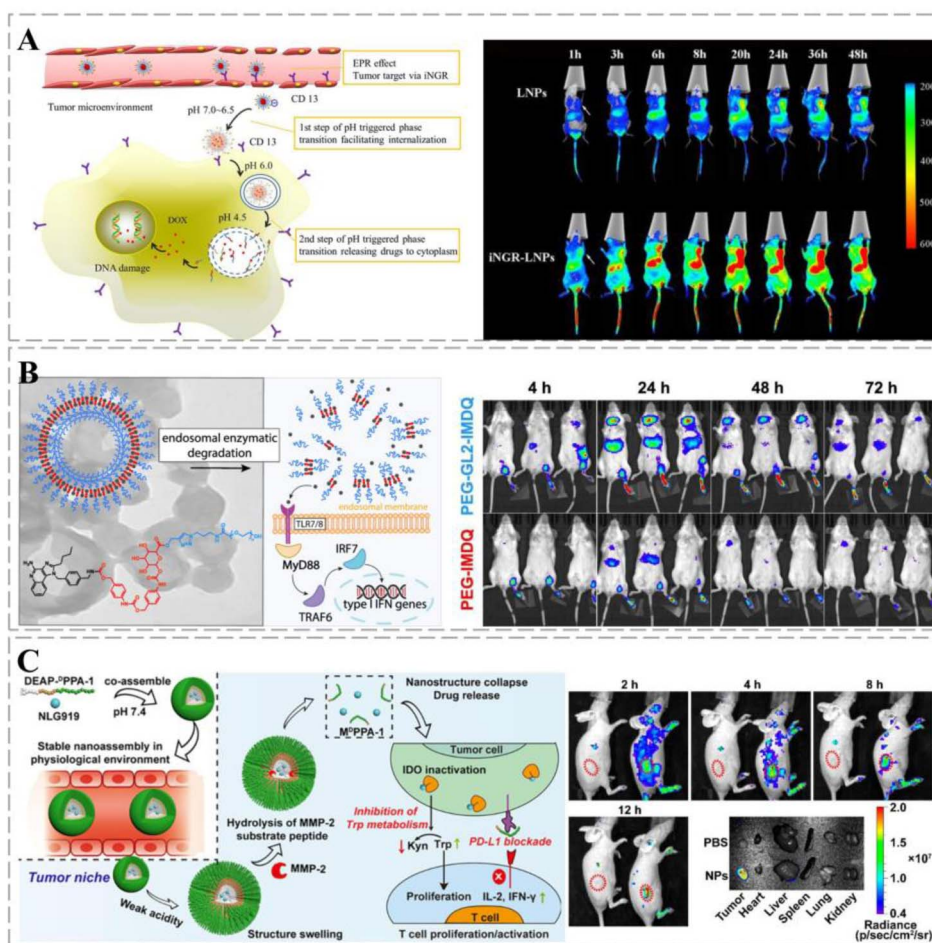 A
EPR effect
Tumor target via iNGR
Tumor microenvironment
CD 13
pH 7.0~6.5
1st step of pH triggered phase
transition facilitating internalization
CD 13
pH 6.0
pH 4.5
DOX
2nd step of pH triggered phase
transition releasing drugs to cytoplasm
DNA damage
1h 3h 6h 8h 20h 24h 36h 48h
LNPs
iNGR-LNPs
B
endosomal enzymatic
degradation
endosomal membrane
TLR7/8
MyD88
IRF7
TRAF6
type I IFN genes
4 h 24 h 48 h 72 h
PEG-GL2-IMDQ
PEG-IMDQ
C
DEAP-DPPA-1
co-assemble
NLG919
pH 7.4
Stable nanoassembly in
physiological environment
Tumor niche
Weak acidity
Structure swelling
MMP-2
Hydrolysis of MMP-2
substrate peptide
MDPPA-1
Nanostructure collapse
Drug release
Tumor cell
IDO inactivation
Inhibition of
Trp metabolism
Kyn Trp
PD-L1 blockade
Proliferation IL-2, IFN-γ
T cell
T cell proliferation/activation
2 h 4 h 8 h
12 h
PBS
NPs
Tumor
Heart
Liver
Spleen
Lung
Kidney
2.0
×10⁷
0.4
Radiance
(p/sec/cm²/sr)